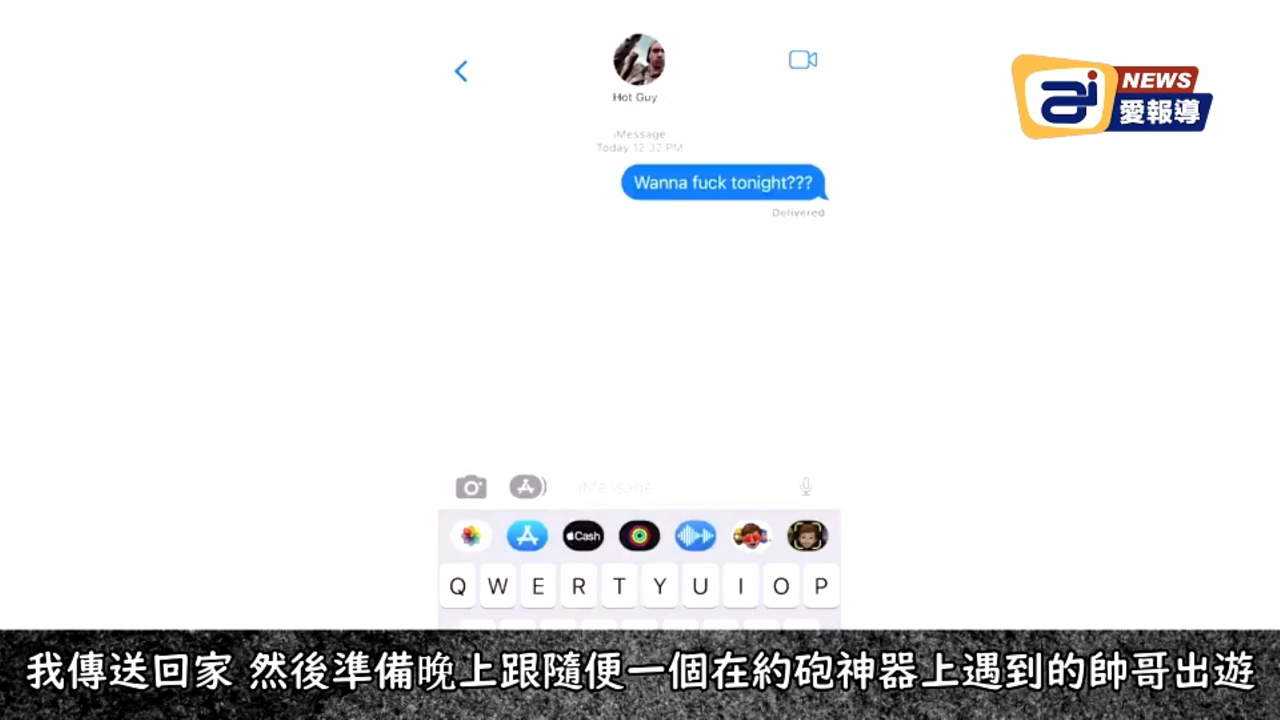 Hot Guy
iMessage
Today 12:32 PM
Wanna fuck tonight???
Delivered
NEWS
愛報導
iMessage
Cash
Q W E R T Y U I O P
我傳送回家 然後準備晚上跟隨便一個在約砲神器上遇到的帥哥出遊